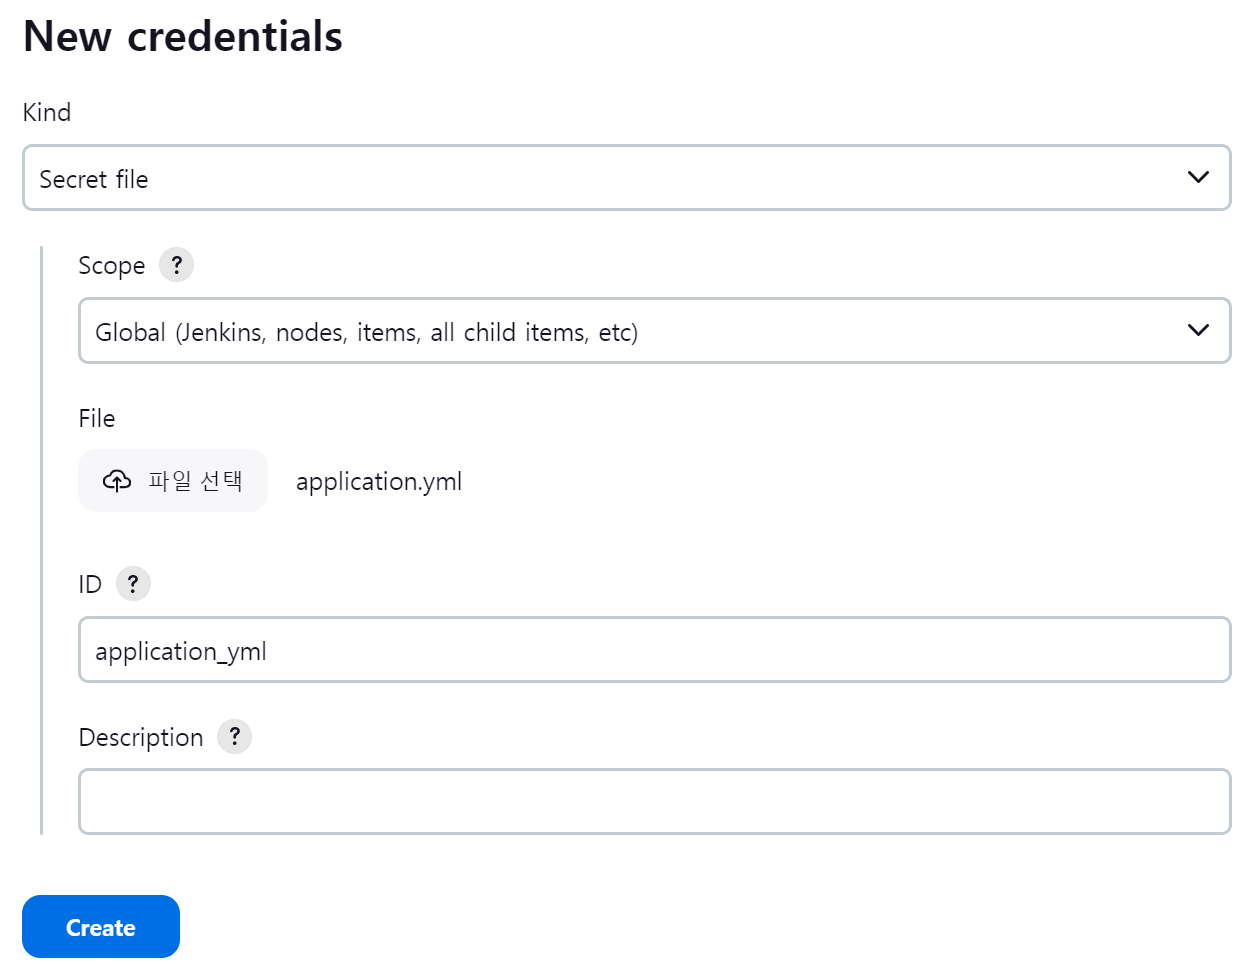 New credentials
Kind
Secret file
Scope ?
Global (Jenkins, nodes, items, all child items, etc)
File
파일 선택 application.yml
ID ?
application_yml
Description ?
Create